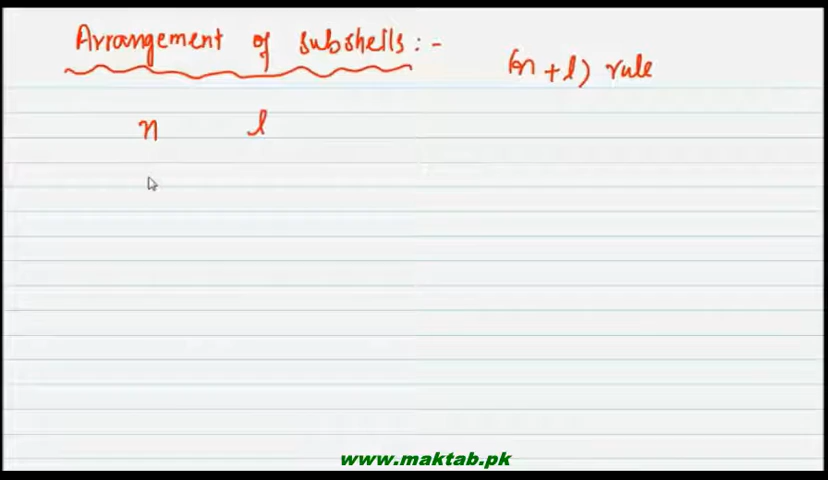 Arrangement of subshells :-
(n + l) rule
n l
www.maktab.pk